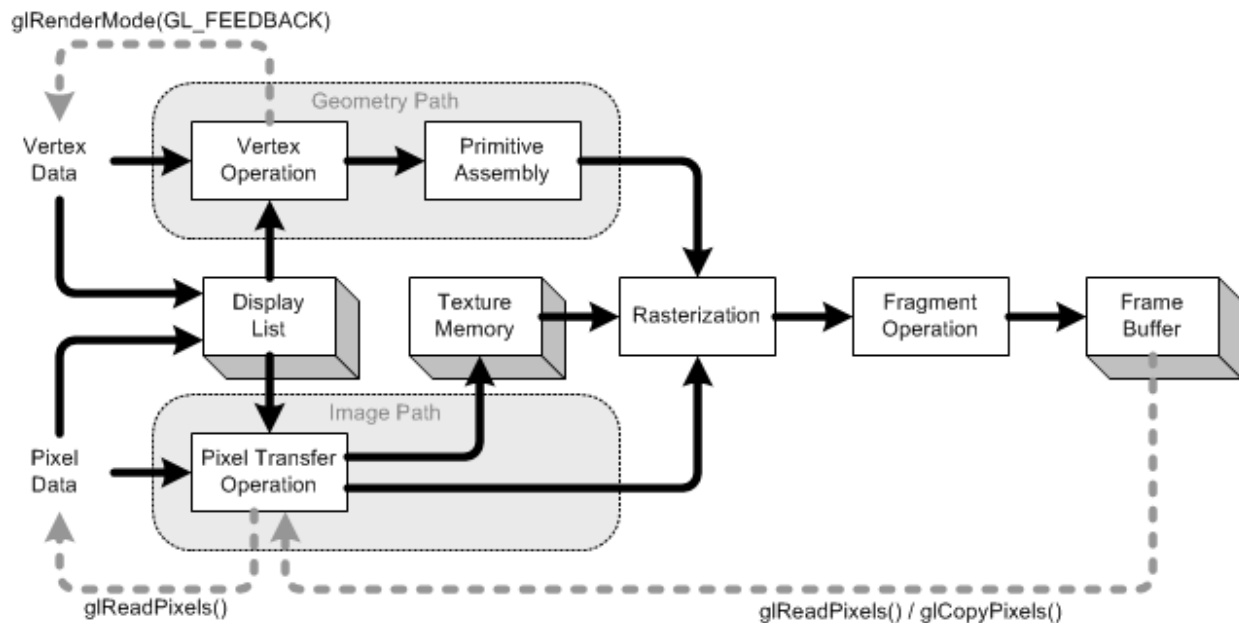 glRenderMode(GL_FEEDBACK)
Geometry Path
Vertex
Data
Vertex
Operation
Primitive
Assembly
Display
List
Texture
Memory
Rasterization
Fragment
Operation
Frame
Buffer
Image Path
Pixel
Data
Pixel Transfer
Operation
glReadPixels()
glReadPixels() / glCopyPixels()